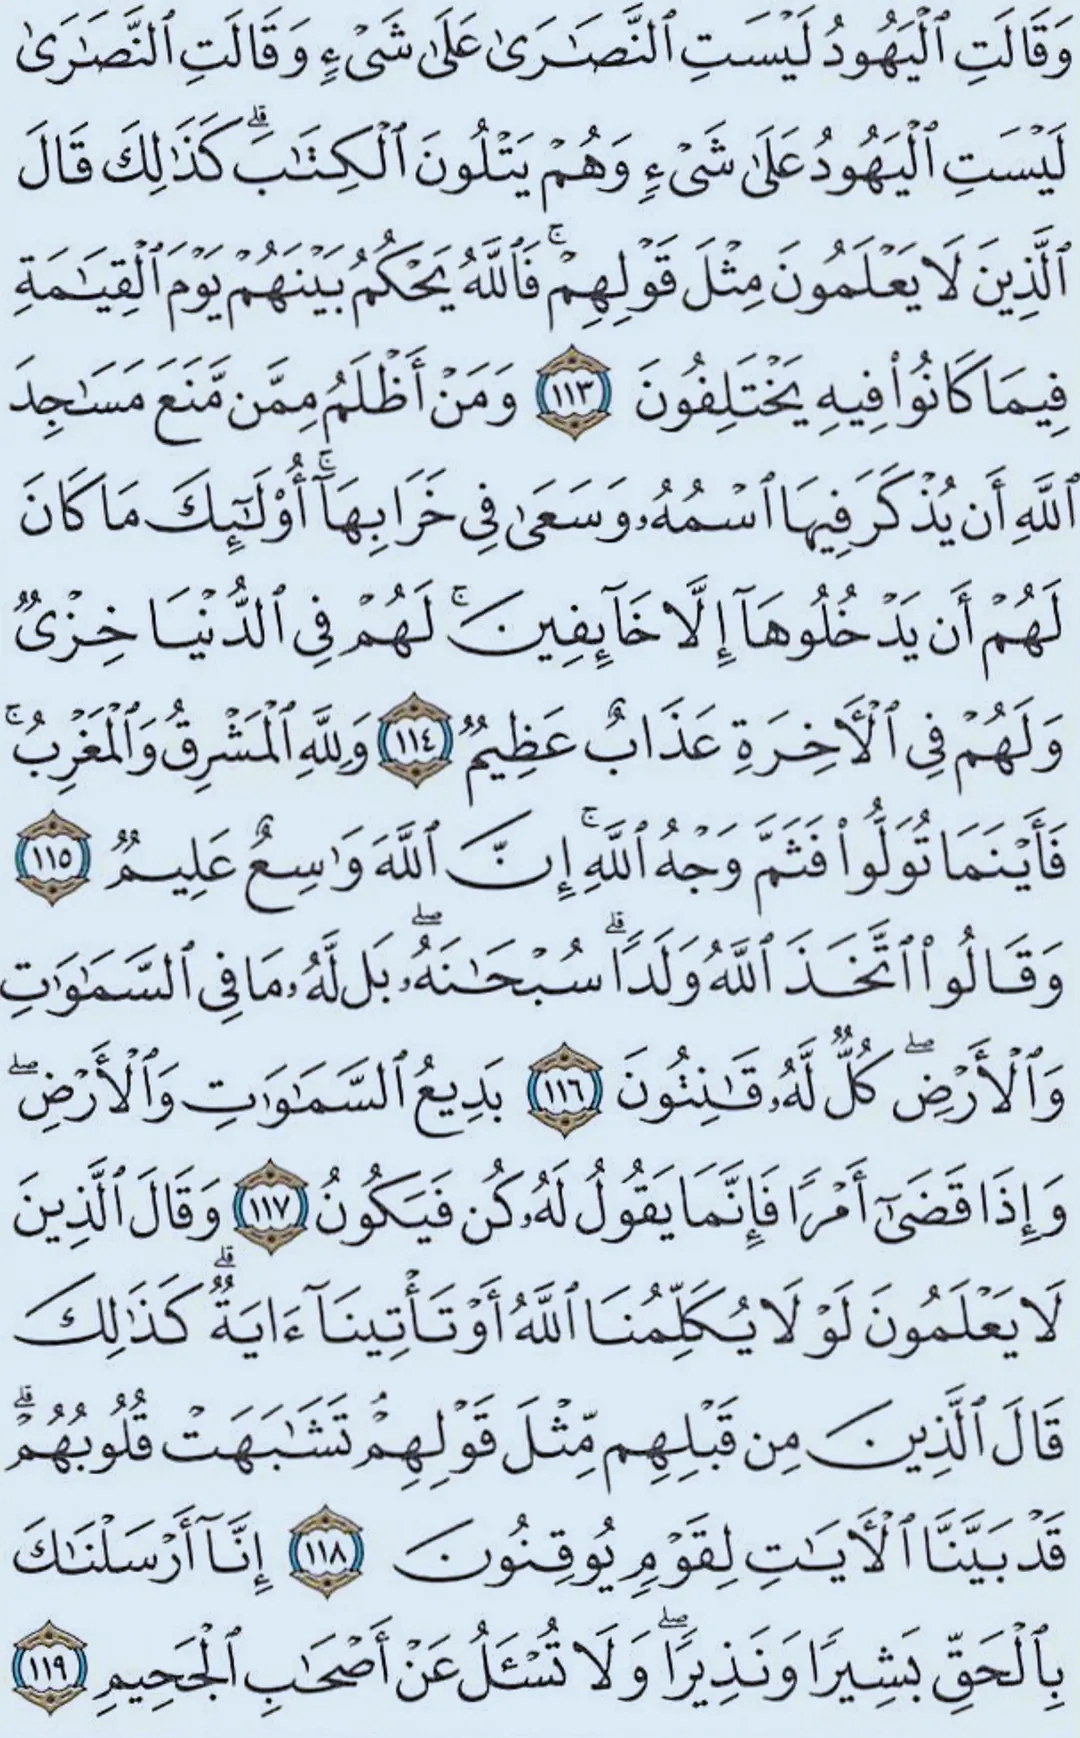 وَقَالَتِ ٱلْيَهُودُ لَيْسَتِ ٱلنَّصَـٰرَىٰ عَلَىٰ شَىْءٍ وَقَالَتِ ٱلنَّصَـٰرَىٰ
لَيْسَتِ ٱلْيَهُودُ عَلَىٰ شَىْءٍ وَهُمْ يَتْلُونَ ٱلْكِتَـٰبَ ۗ كَذَٰلِكَ قَالَ
ٱلَّذِينَ لَا يَعْلَمُونَ مِثْلَ قَوْلِهِمْ ۚ فَٱللَّهُ يَحْكُمُ بَيْنَهُمْ يَوْمَ ٱلْقِيَـٰمَةِ
فِيمَا كَانُوا۟ فِيهِ يَخْتَلِفُونَ ١١٣ وَمَنْ أَظْلَمُ مِمَّن مَّنَعَ مَسَـٰجِدَ
ٱللَّهِ أَن يُذْكَرَ فِيهَا ٱسْمُهُۥ وَسَعَىٰ فِى خَرَابِهَآ ۚ أُو۟لَـٰٓئِكَ مَا كَانَ
لَهُمْ أَن يَدْخُلُوهَآ إِلَّا خَآئِفِينَ ۚ لَهُمْ فِى ٱلدُّنْيَا خِزْىٌ
وَلَهُمْ فِى ٱلْـَٔاخِرَةِ عَذَابٌ عَظِيمٌ ١١٤ وَلِلَّهِ ٱلْمَشْرِقُ وَٱلْمَغْرِبُ ۚ
فَأَيْنَمَا تُوَلُّوا۟ فَثَمَّ وَجْهُ ٱللَّهِ ۚ إِنَّ ٱللَّهَ وَٰسِعٌ عَلِيمٌ ١١٥
وَقَالُوا۟ ٱتَّخَذَ ٱللَّهُ وَلَدًا ۗ سُبْحَـٰنَهُۥ ۖ بَل لَّهُۥ مَا فِى ٱلسَّمَـٰوَٰتِ
وَٱلْأَرْضِ ۖ كُلٌّ لَّهُۥ قَـٰنِتُونَ ١١٦ بَدِيعُ ٱلسَّمَـٰوَٰتِ وَٱلْأَرْضِ ۖ
وَإِذَا قَضَىٰٓ أَمْرًا فَإِنَّمَا يَقُولُ لَهُۥ كُن فَيَكُونُ ١١٧ وَقَالَ ٱلَّذِينَ
لَا يَعْلَمُونَ لَوْلَا يُكَلِّمُنَا ٱللَّهُ أَوْ تَأْتِينَآ ءَايَةٌ ۗ كَذَٰلِكَ
قَالَ ٱلَّذِينَ مِن قَبْلِهِم مِّثْلَ قَوْلِهِمْ ۘ تَشَـٰبَهَتْ قُلُوبُهُمْ ۗ
قَدْ بَيَّنَّا ٱلْـَٔايَـٰتِ لِقَوْمٍ يُوقِنُونَ ١١٨ إِنَّآ أَرْسَلْنَـٰكَ
بِٱلْحَقِّ بَشِيرًا وَنَذِيرًا ۖ وَلَا تُسْـَٔلُ عَنْ أَصْحَـٰبِ ٱلْجَحِيمِ ١١٩